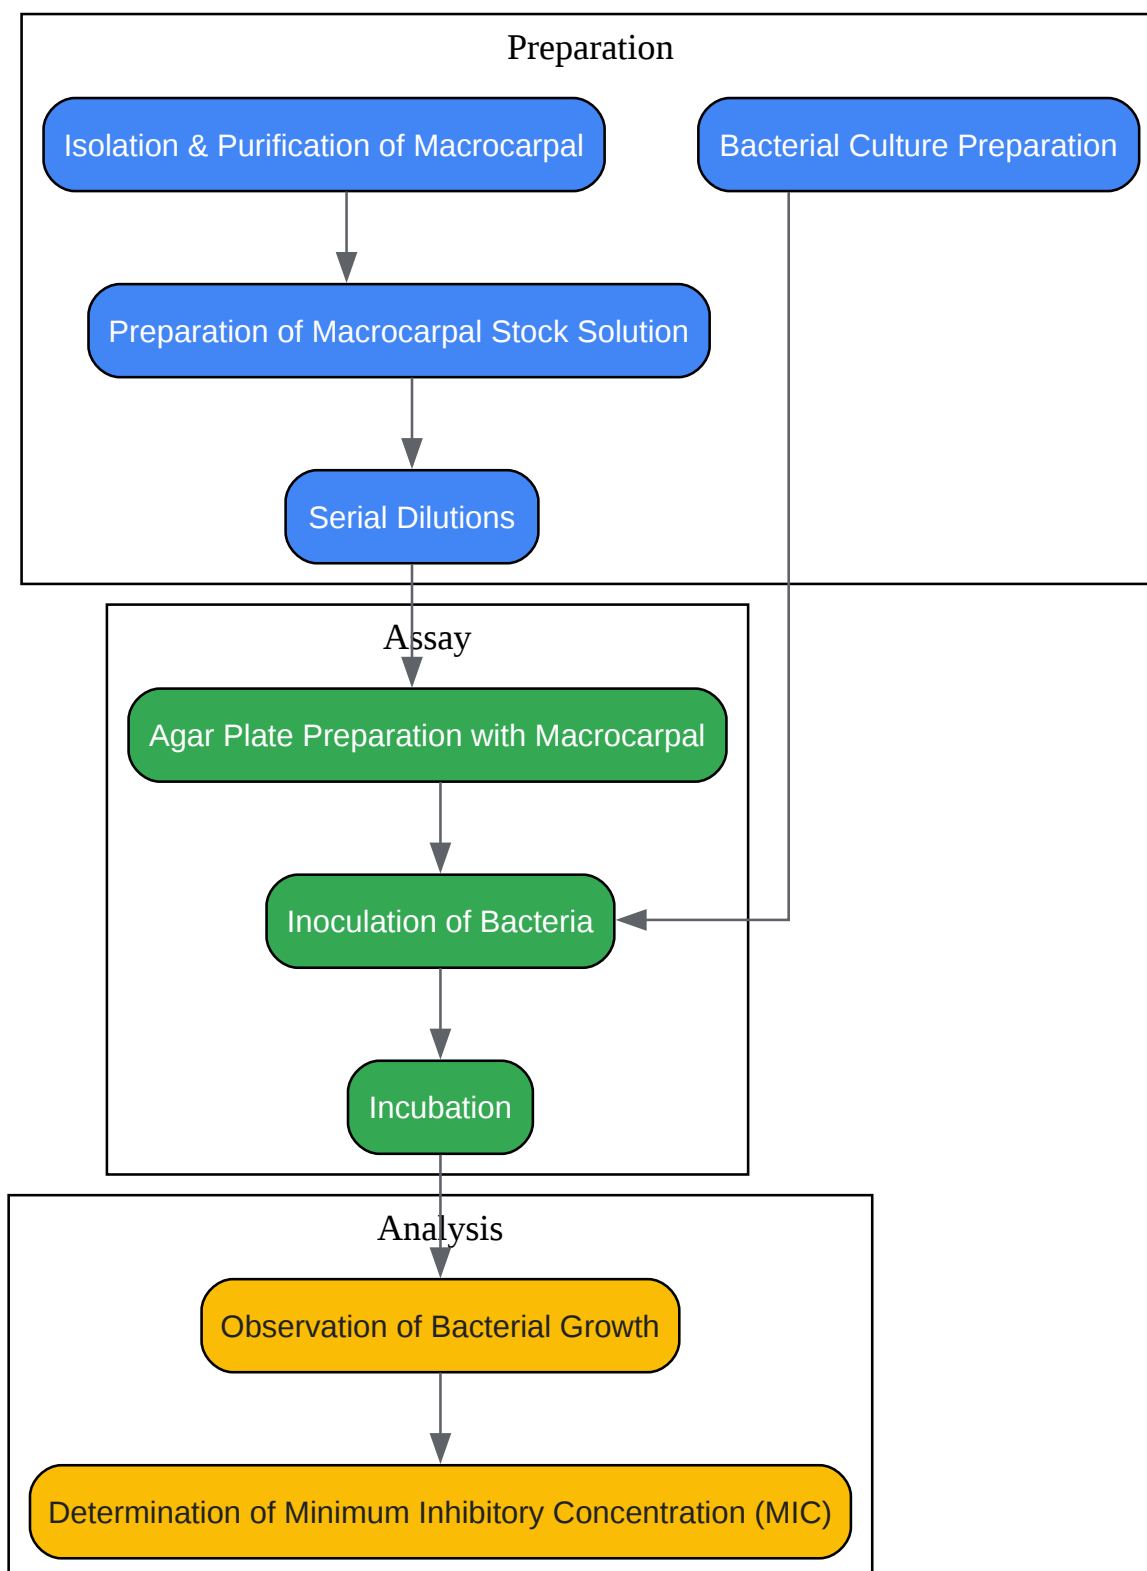 Preparation
Isolation & Purification of Macrocarpal
Bacterial Culture Preparation
Preparation of Macrocarpal Stock Solution
Serial Dilutions
Assay
Agar Plate Preparation with Macrocarpal
Inoculation of Bacteria
Incubation
Analysis
Observation of Bacterial Growth
Determination of Minimum Inhibitory Concentration (MIC)